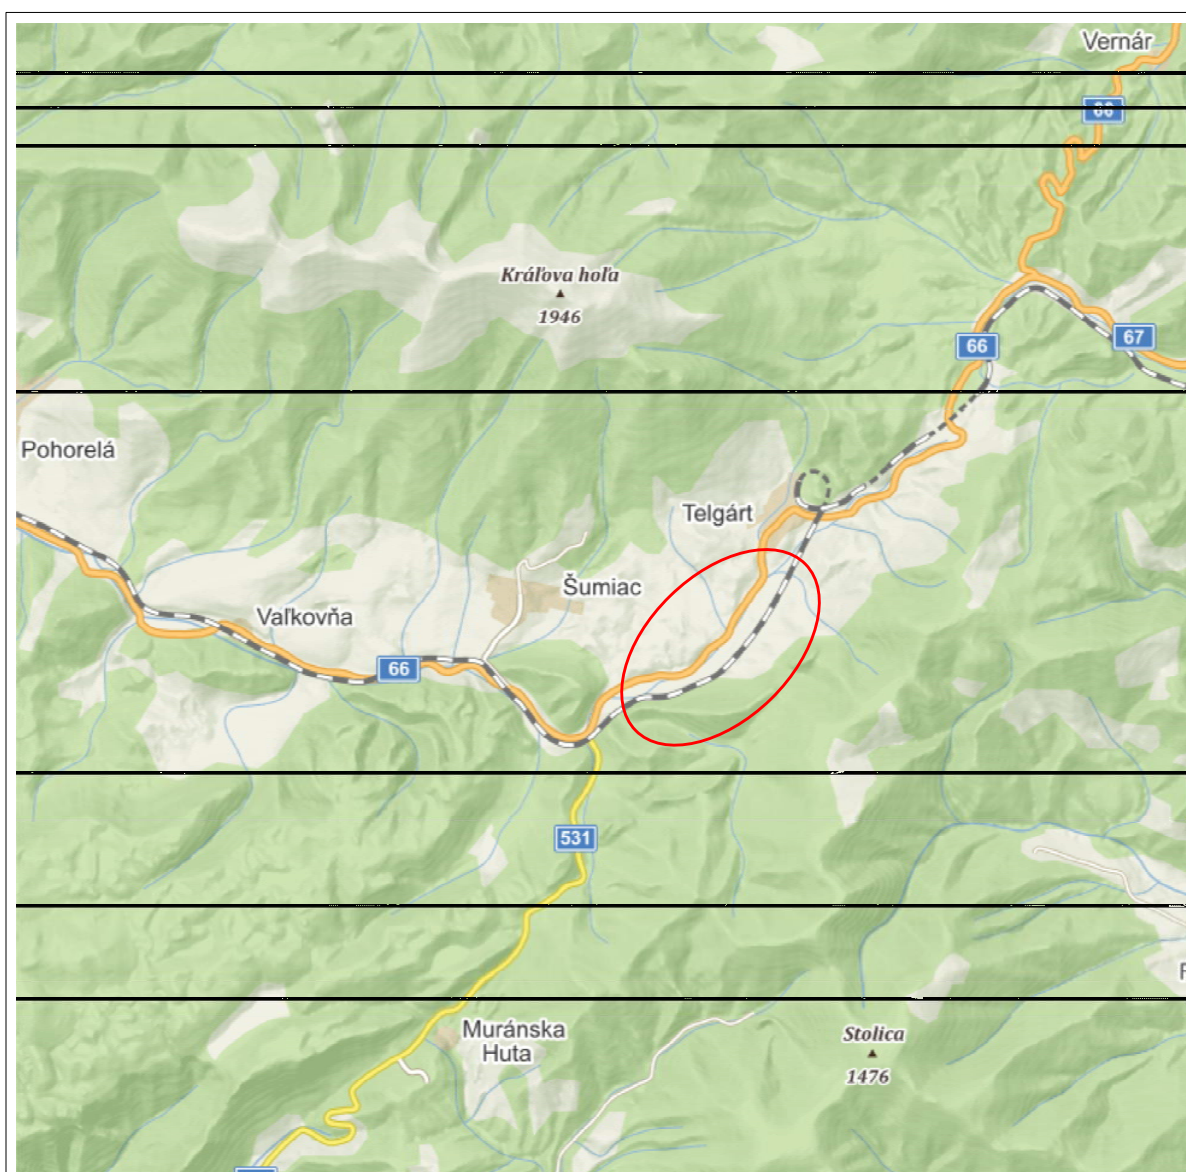 Vernár
66
Kráľova hoľa
1946
66
67
Pohorelá
Telgárt
Šumiac
Vaľkovňa
66
531
Muránska
Huta
Stolica
1476